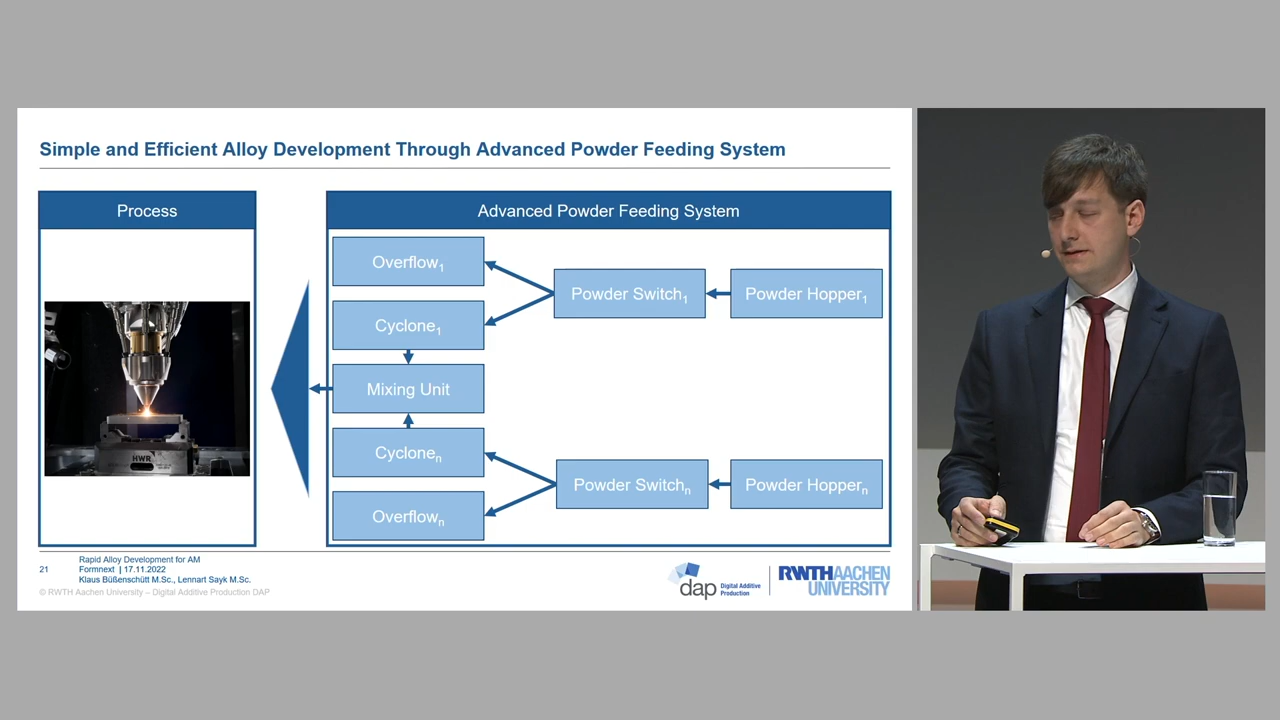 Simple and Efficient Alloy Development Through Advanced Powder Feeding System
Process
Advanced Powder Feeding System
Overflow1
Cyclone1
Mixing Unit
Cyclonen
Overflown
Powder Switch1
Powder Hopper1
Powder Switchn
Powder Hoppern
HWR
21
Rapid Alloy Development for AM
Formnext | 17.11.2022
Klaus Büßenschütt M.Sc., Lennart Sayk M.Sc.
© RWTH Aachen University – Digital Additive Production DAP
dap
Digital Additive
Production
RWTHAACHEN
UNIVERSITY